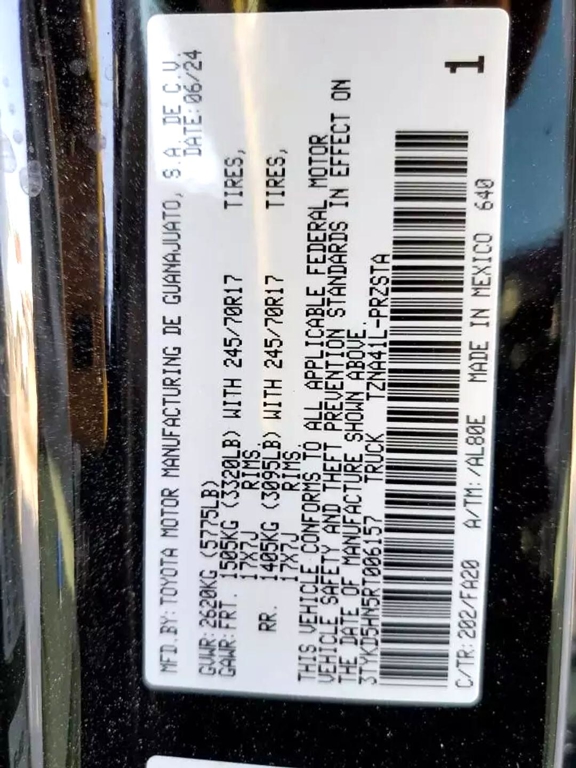 MFD.BY:TOYOTA MOTOR MANUFACTURING DE GUANAJUATO, S.A. DE C.V.
DATE:06/24
GVWR:2620KG (5775LB)
GAWR:FRT. 1505KG (3320LB) WITH 245/70R17 TIRES,
17X7J RIMS.
RR. 1405KG (3095LB) WITH 245/70R17 TIRES,
17X7J RIMS
THIS VEHICLE CONFORMS TO ALL APPLICABLE FEDERAL MOTOR
VEHICLE SAFETY AND THEFT PREVENTION STANDARDS IN EFFECT ON
THE DATE OF MANUFACTURE SHOWN ABOVE.
3TYKD5HN5RT006157 TRUCK TZNA41L-PRZSTA
C/TR:202/FA20 A/TM:/AL80E MADE IN MEXICO 640
1